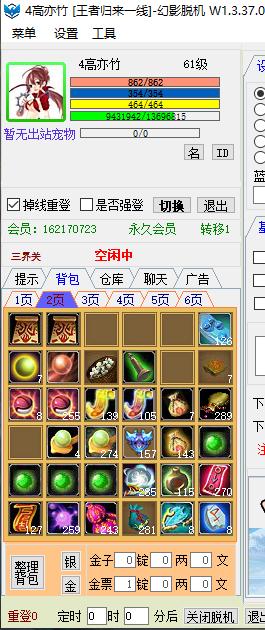 4高亦竹 [王者归来一线]-幻影脱机 W1.3.37.0
菜单 设置 工具
4高亦竹 61级
862/862
354/354
464/464
9431942/13696815
暂无出站宠物 0/0
名 ID
掉线重登 是否强登 切换 退出
会员：162170723 永久会员 转移1
三界关 空闲中
提示 背包 仓库 聊天 广告
1页 2页 3页 4页 5页 6页
126
7 7
8 255 139 105 7 289
4 274 157 143
235 115 270
127 259 243 281 8 8
整理背包
银 金子 0 锭 0 两 0 文
金 金票 1 锭 0 两 0 文
重登0 定时 0 时 0 分后 关闭脱机 退出
设
蓝
基
下
下
注